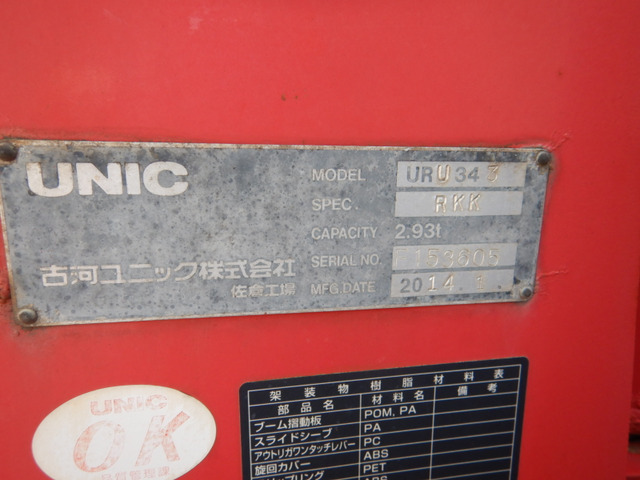 UNIC
MODEL URU343
SPEC. RKK
CAPACITY 2.93t
古河ユニック株式会社
SERIAL NO. 153605
佐倉工場
MFG.DATE 2014.1
UNIC
OK
架装物樹脂材料表
部品名 材料名 備考
ブーム摺動板 POM, PA
スライドシーブ PA
アウトリガワンタッチレバー PC
旋回カバー ABS
PET